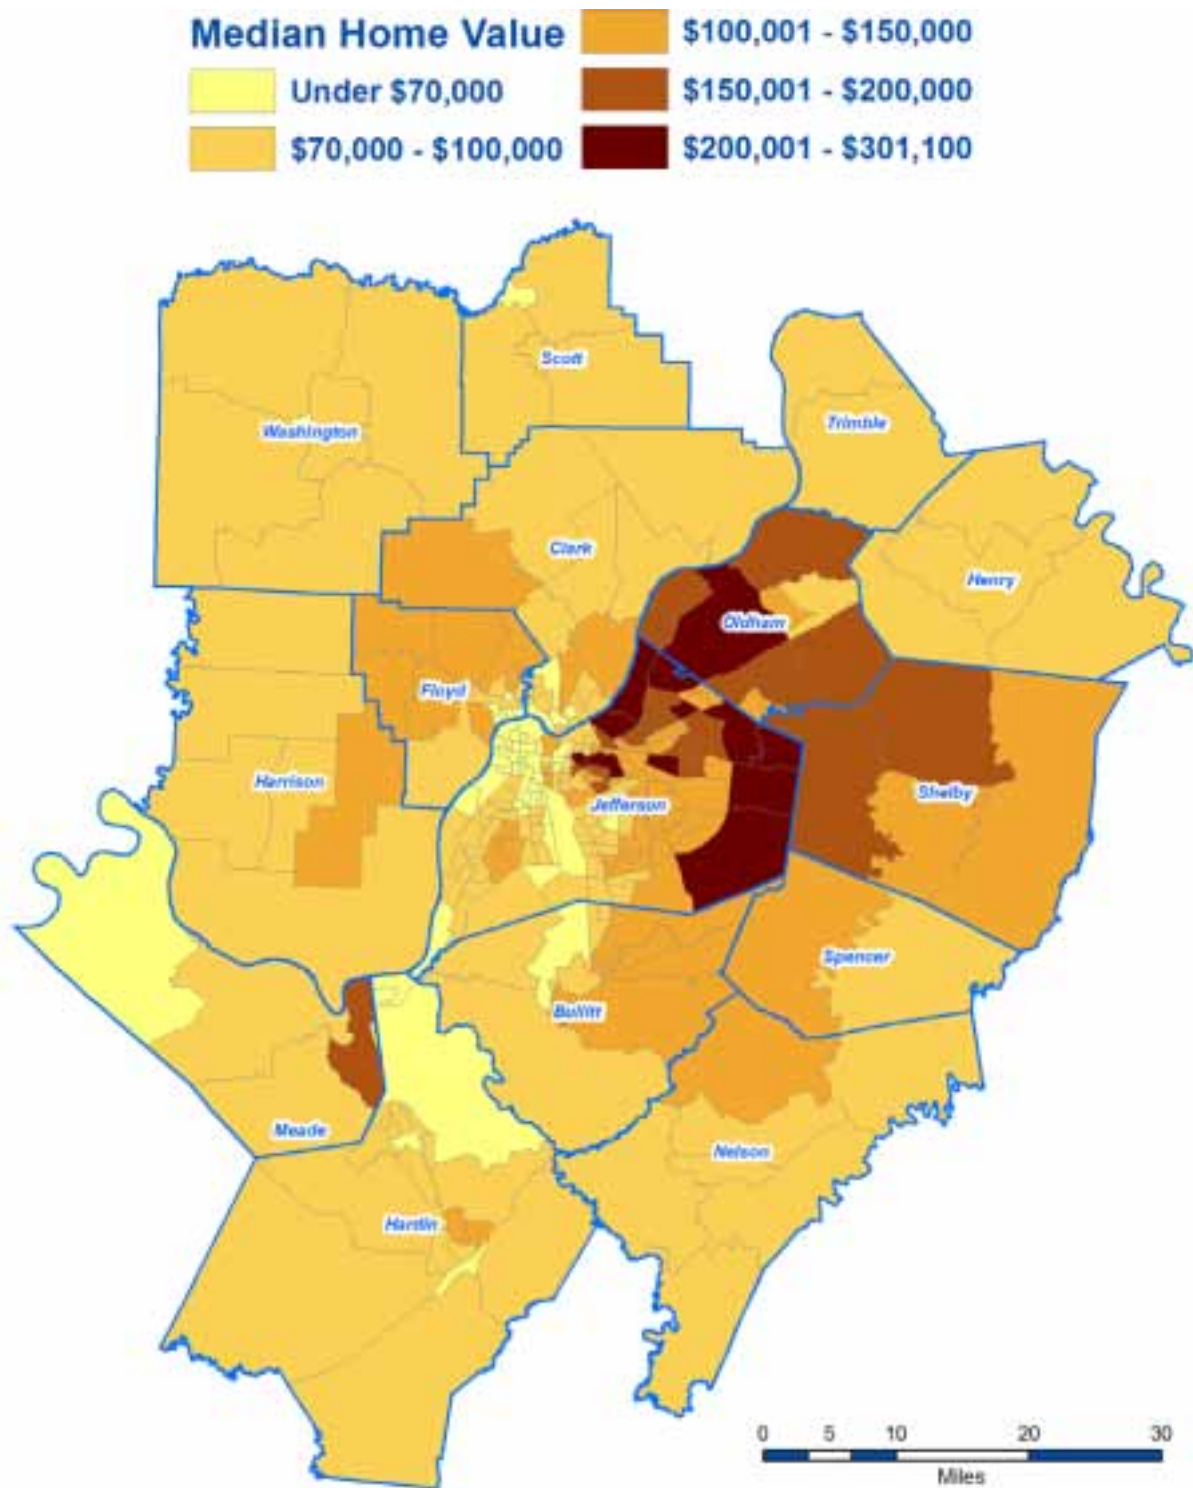 Median Home Value
Under $70,000
$70,000 - $100,000
$100,001 - $150,000
$150,001 - $200,000
$200,001 - $301,100
Scott
Washington
Trimble
Clark
Henry
Oldham
Floyd
Harrison
Jefferson
Shelby
Spencer
Bullitt
Meade
Nelson
Hardin
0 5 10 20 30
Miles